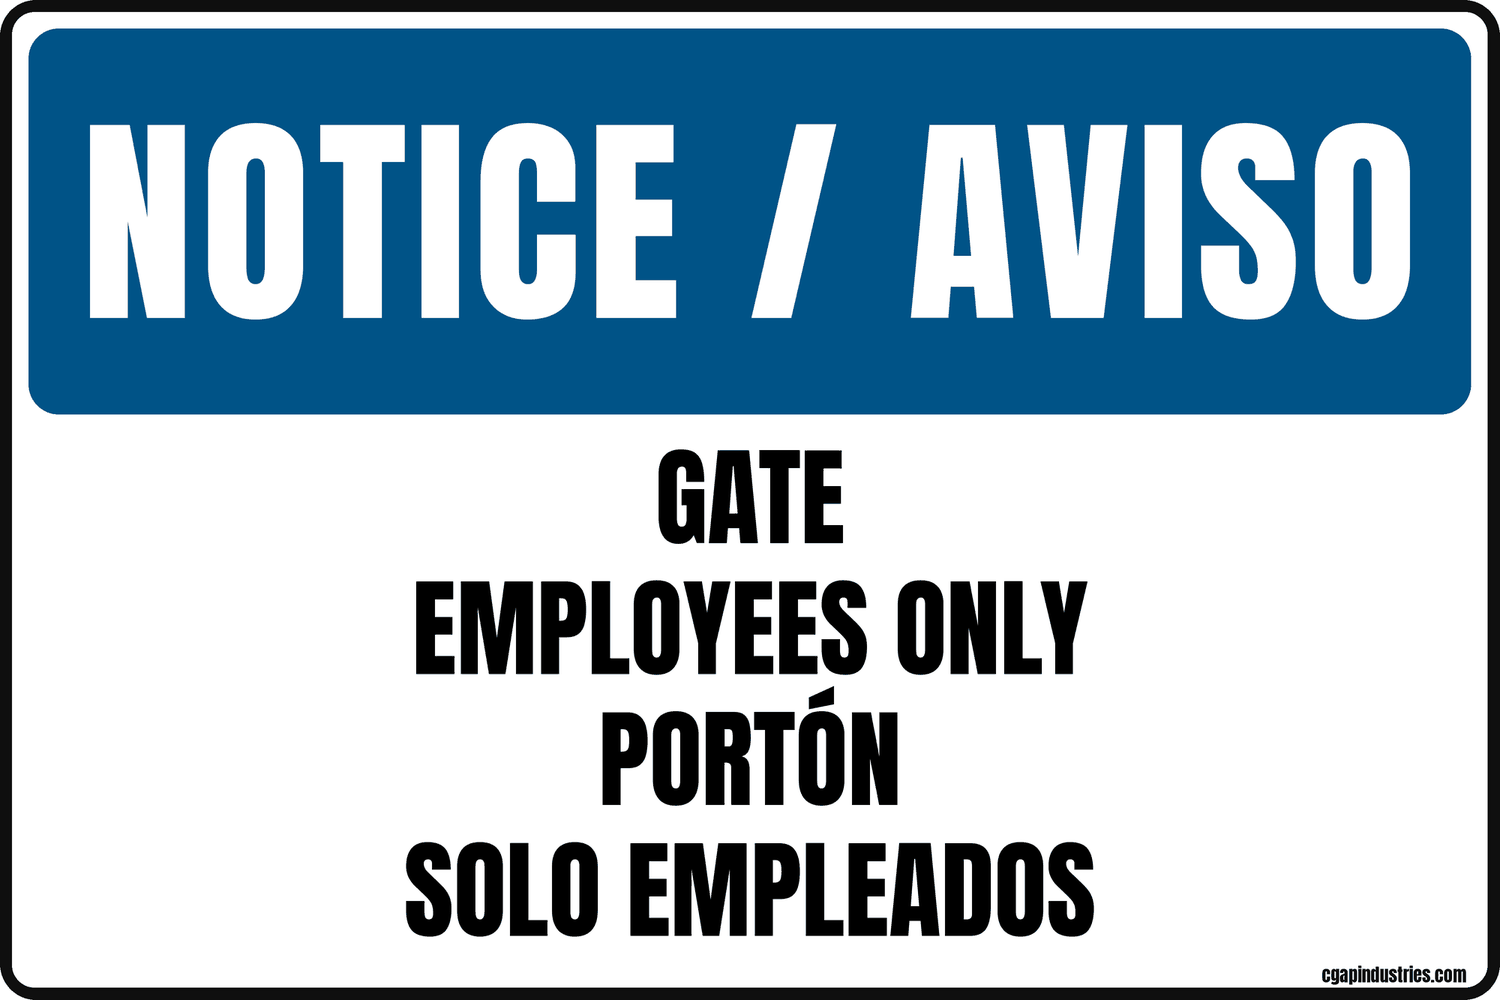 NOTICE / AVISO
GATE
EMPLOYEES ONLY
PORTÓN
SOLO EMPLEADOS
cgapindustries.com